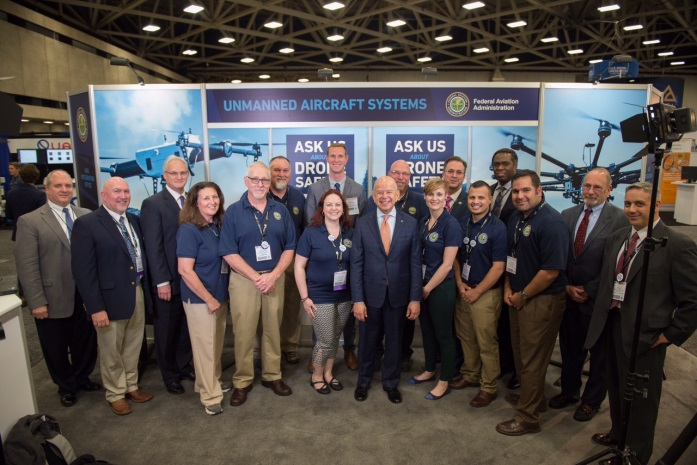 UNMANNED AIRCRAFT SYSTEMS
Federal Aviation
Administration
ASK US
ABOUT
DRONE
SAFETY
ASK US
ABOUT
DRONE
SAFETY